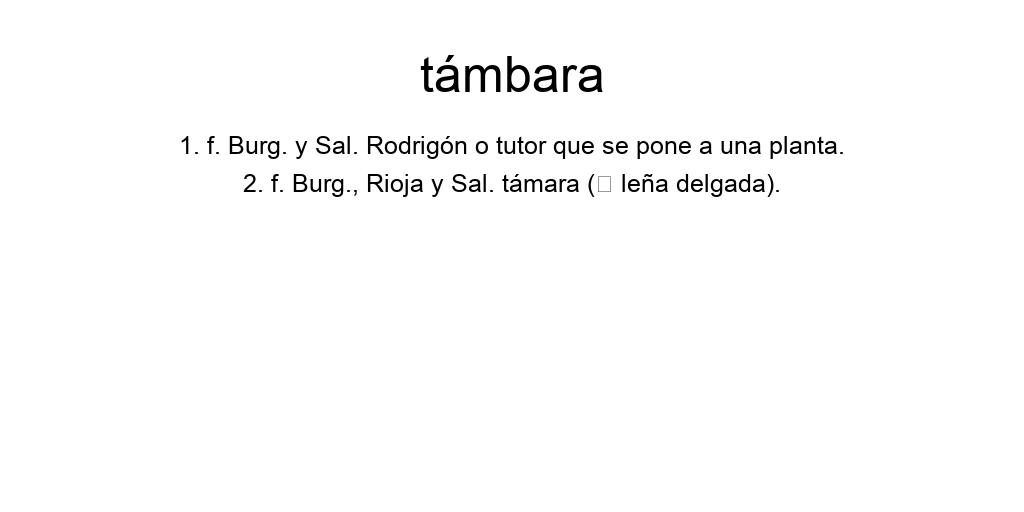 támbara
1. f. Burg. y Sal. Rodrigón o tutor que se pone a una planta.
2. f. Burg., Rioja y Sal. támara (□ leña delgada).